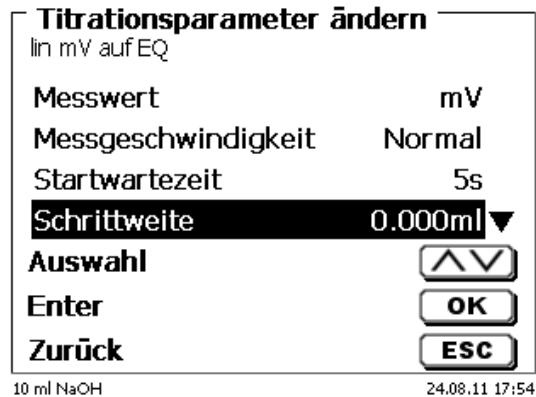 Titrationsparameter ändern
lin mV auf EQ
Messwert mV
Messgeschwindigkeit Normal
Startwartezeit 5s
Schrittweite 0.000ml
Auswahl
Enter OK
Zurück ESC
10 ml NaOH 24.08.11 17:54